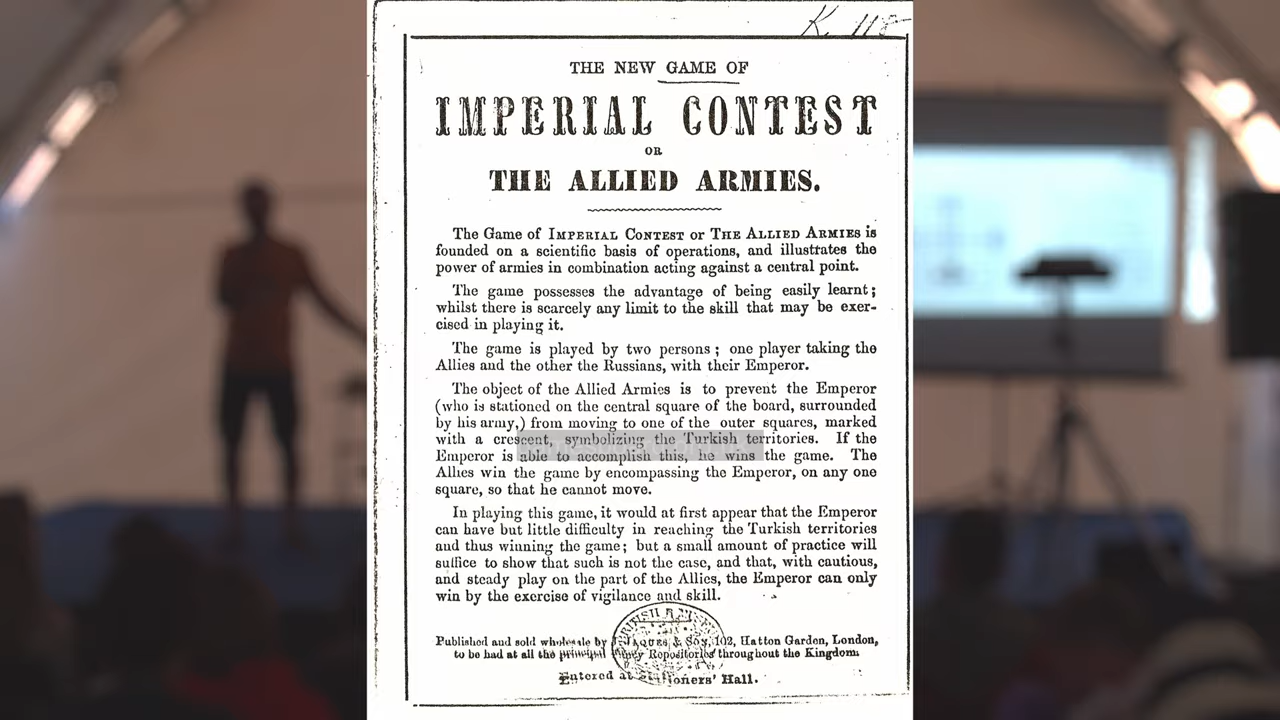 K. 118
THE NEW GAME OF
IMPERIAL CONTEST
OR
THE ALLIED ARMIES.
The Game of IMPERIAL CONTEST or THE ALLIED ARMIES is
founded on a scientific basis of operations, and illustrates the
power of armies in combination acting against a central point.
The game possesses the advantage of being easily learnt;
whilst there is scarcely any limit to the skill that may be exer-
cised in playing it.
The game is played by two persons; one player taking the
Allies and the other the Russians, with their Emperor.
The object of the Allied Armies is to prevent the Emperor
(who is stationed on the central square of the board, surrounded
by his army,) from moving to one of the outer squares, marked
with a crescent, symbolizing the Turkish territories. If the
Emperor is able to accomplish this, he wins the game. The
Allies win the game by encompassing the Emperor, on any one
square, so that he cannot move.
In playing this game, it would at first appear that the Emperor
can have but little difficulty in reaching the Turkish territories
and thus winning the game; but a small amount of practice will
suffice to show that such is not the case, and that, with cautious,
and steady play on the part of the Allies, the Emperor can only
win by the exercise of vigilance and skill.
Published and sold wholesale by JAQUES & SON, 102, Hatton Garden, London,
to be had at all the principal Fancy Repositories throughout the Kingdom.
Entered at Stationers' Hall.